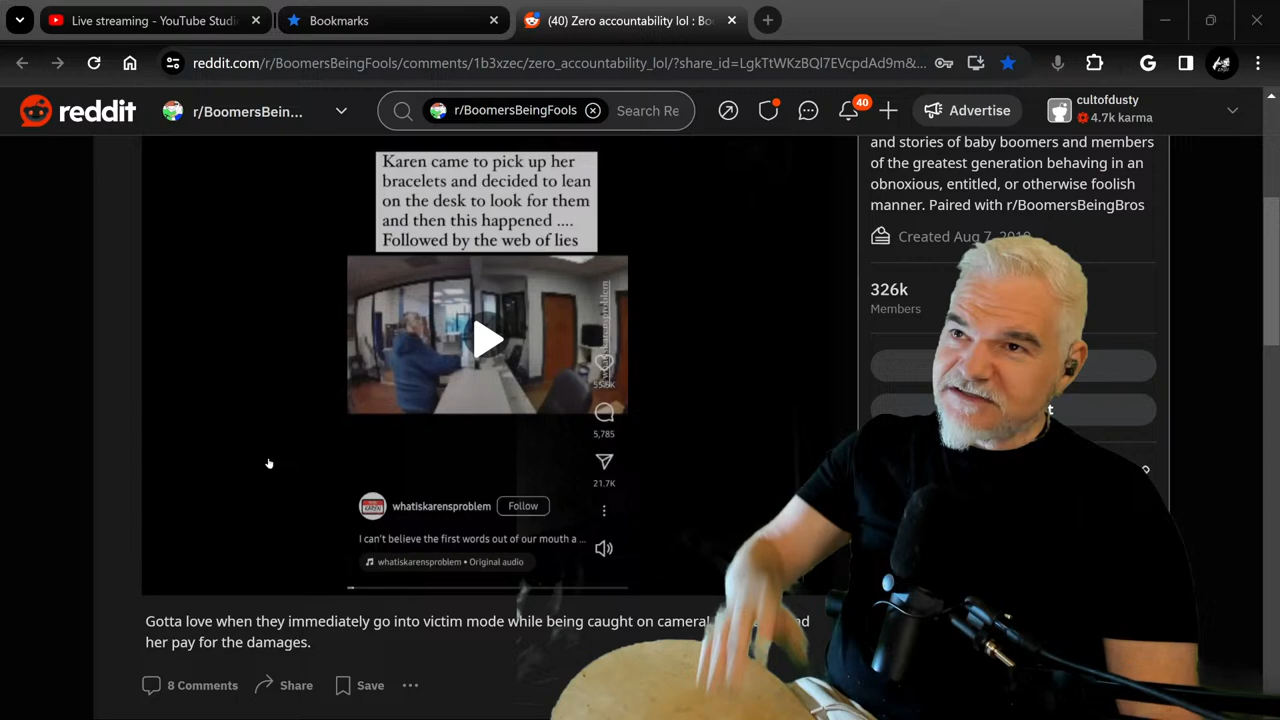 Live streaming - YouTube Studi
Bookmarks
(40) Zero accountability lol : Bo
reddit.com/r/BoomersBeingFools/comments/1b3xzec/zero_accountability_lol/?share_id=LgkTtWKzBQl7EVcpdAd9m&...
reddit
r/BoomersBein...
r/BoomersBeingFools
Search Re
40
Advertise
cultofdusty
4.7k karma
and stories of baby boomers and members
of the greatest generation behaving in an
obnoxious, entitled, or otherwise foolish
manner. Paired with r/BoomersBeingBros
Created Aug 7, 2019
326k
Members
Karen came to pick up her
bracelets and decided to lean
on the desk to look for them
and then this happened ....
Followed by the web of lies
5,785
21.7K
whatiskarensproblem
Follow
I can't believe the first words out of our mouth a ...
whatiskarensproblem • Original audio
Gotta love when they immediately go into victim mode while being caught on camera!
her pay for the damages.
8 Comments
Share
Save